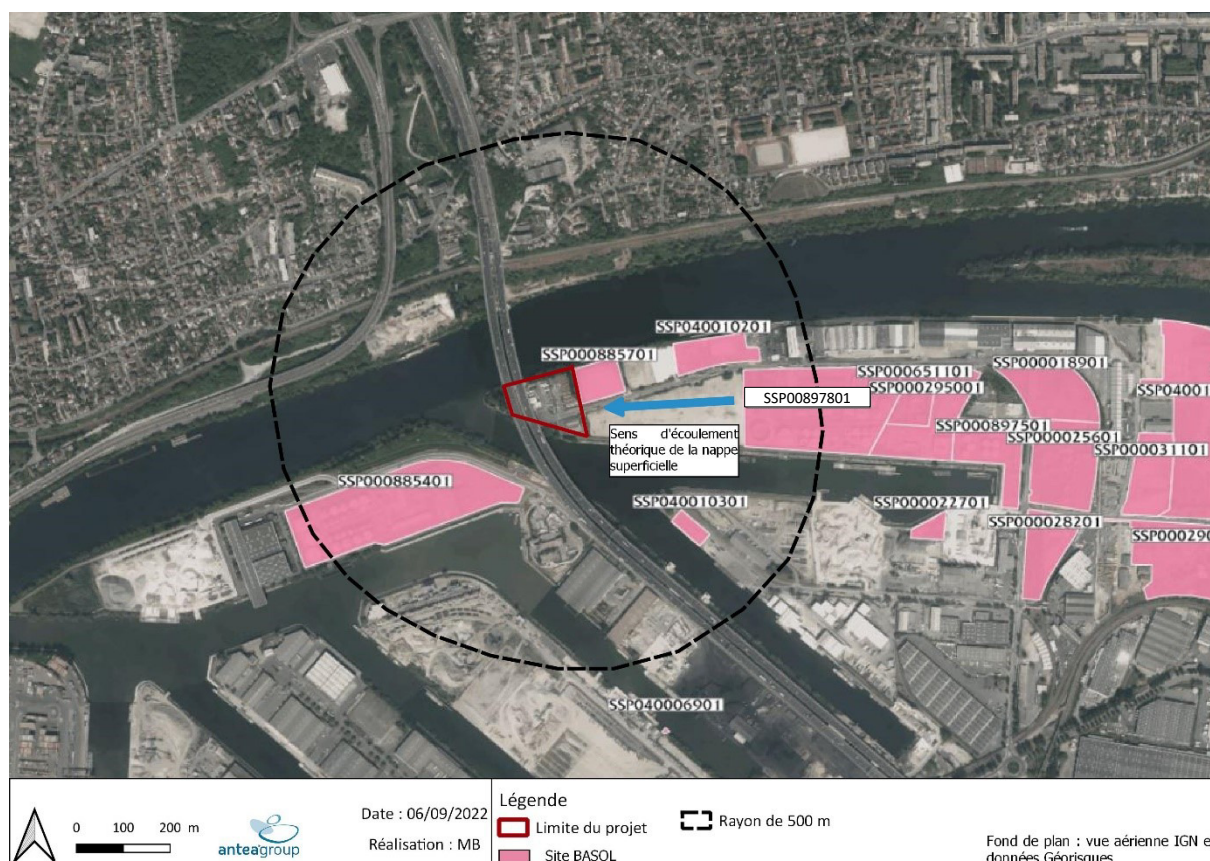 SSP040010201
SSP000885701
SSP000018901
SSP000651101
SSP04001
SSP000295001
SSP00897801
SSP000897501
SSP000025601
SSP000031101
Sens d'écoulement
théorique de la nappe
superficielle
SSP000885401
SSP040010301
SSP000022701
SSP000028201
SSP00029
SSP040006901
0 100 200 m
anteagroup
Date : 06/09/2022
Réalisation : MB
Légende
Limite du projet
Site BASOL
Rayon de 500 m
Fond de plan : vue aérienne IGN e
données Géorisques